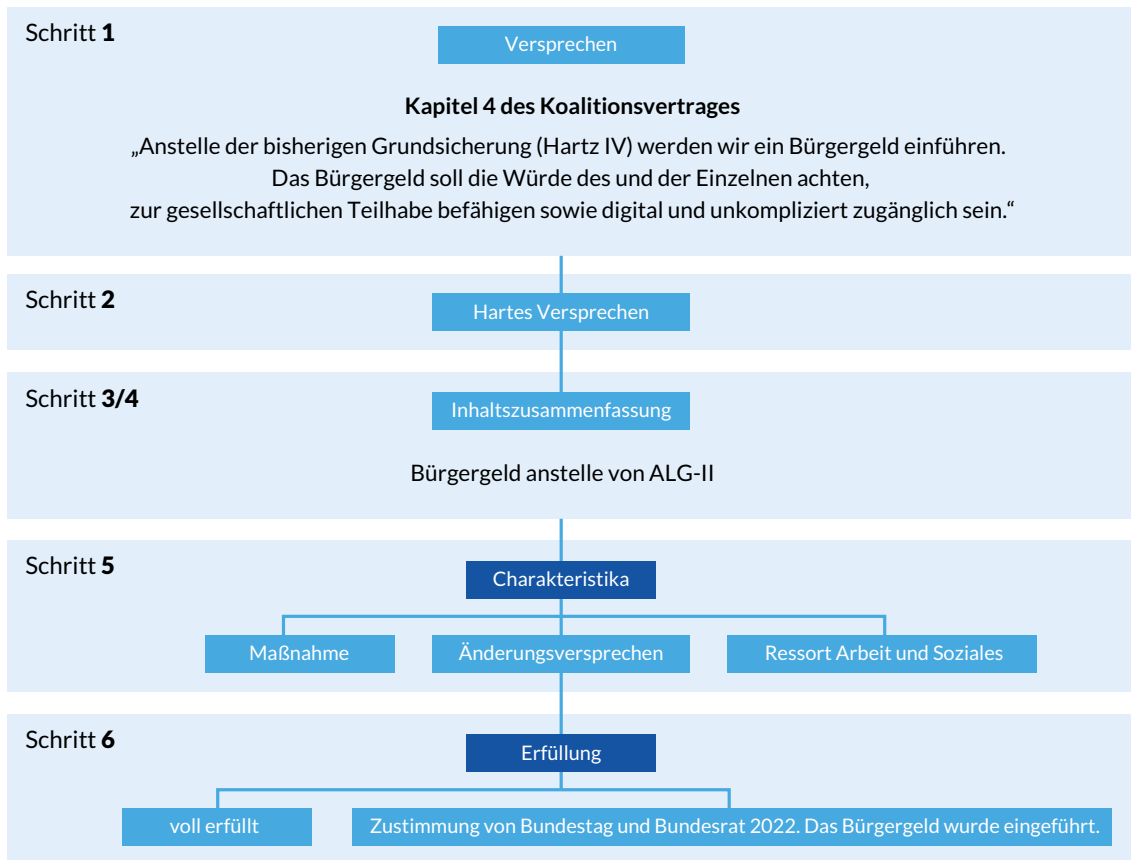 Schritt 1
Versprechen
Kapitel 4 des Koalitionsvertrages
„Anstelle der bisherigen Grundsicherung (Hartz IV) werden wir ein Bürgergeld einführen.
Das Bürgergeld soll die Würde des und der Einzelnen achten,
zur gesellschaftlichen Teilhabe befähigen sowie digital und unkompliziert zugänglich sein.“
Schritt 2
Hartes Versprechen
Schritt 3/4
Inhaltszusammenfassung
Bürgergeld anstelle von ALG-II
Schritt 5
Charakteristika
Maßnahme
Änderungsversprechen
Ressort Arbeit und Soziales
Schritt 6
Erfüllung
voll erfüllt
Zustimmung von Bundestag und Bundesrat 2022. Das Bürgergeld wurde eingeführt.